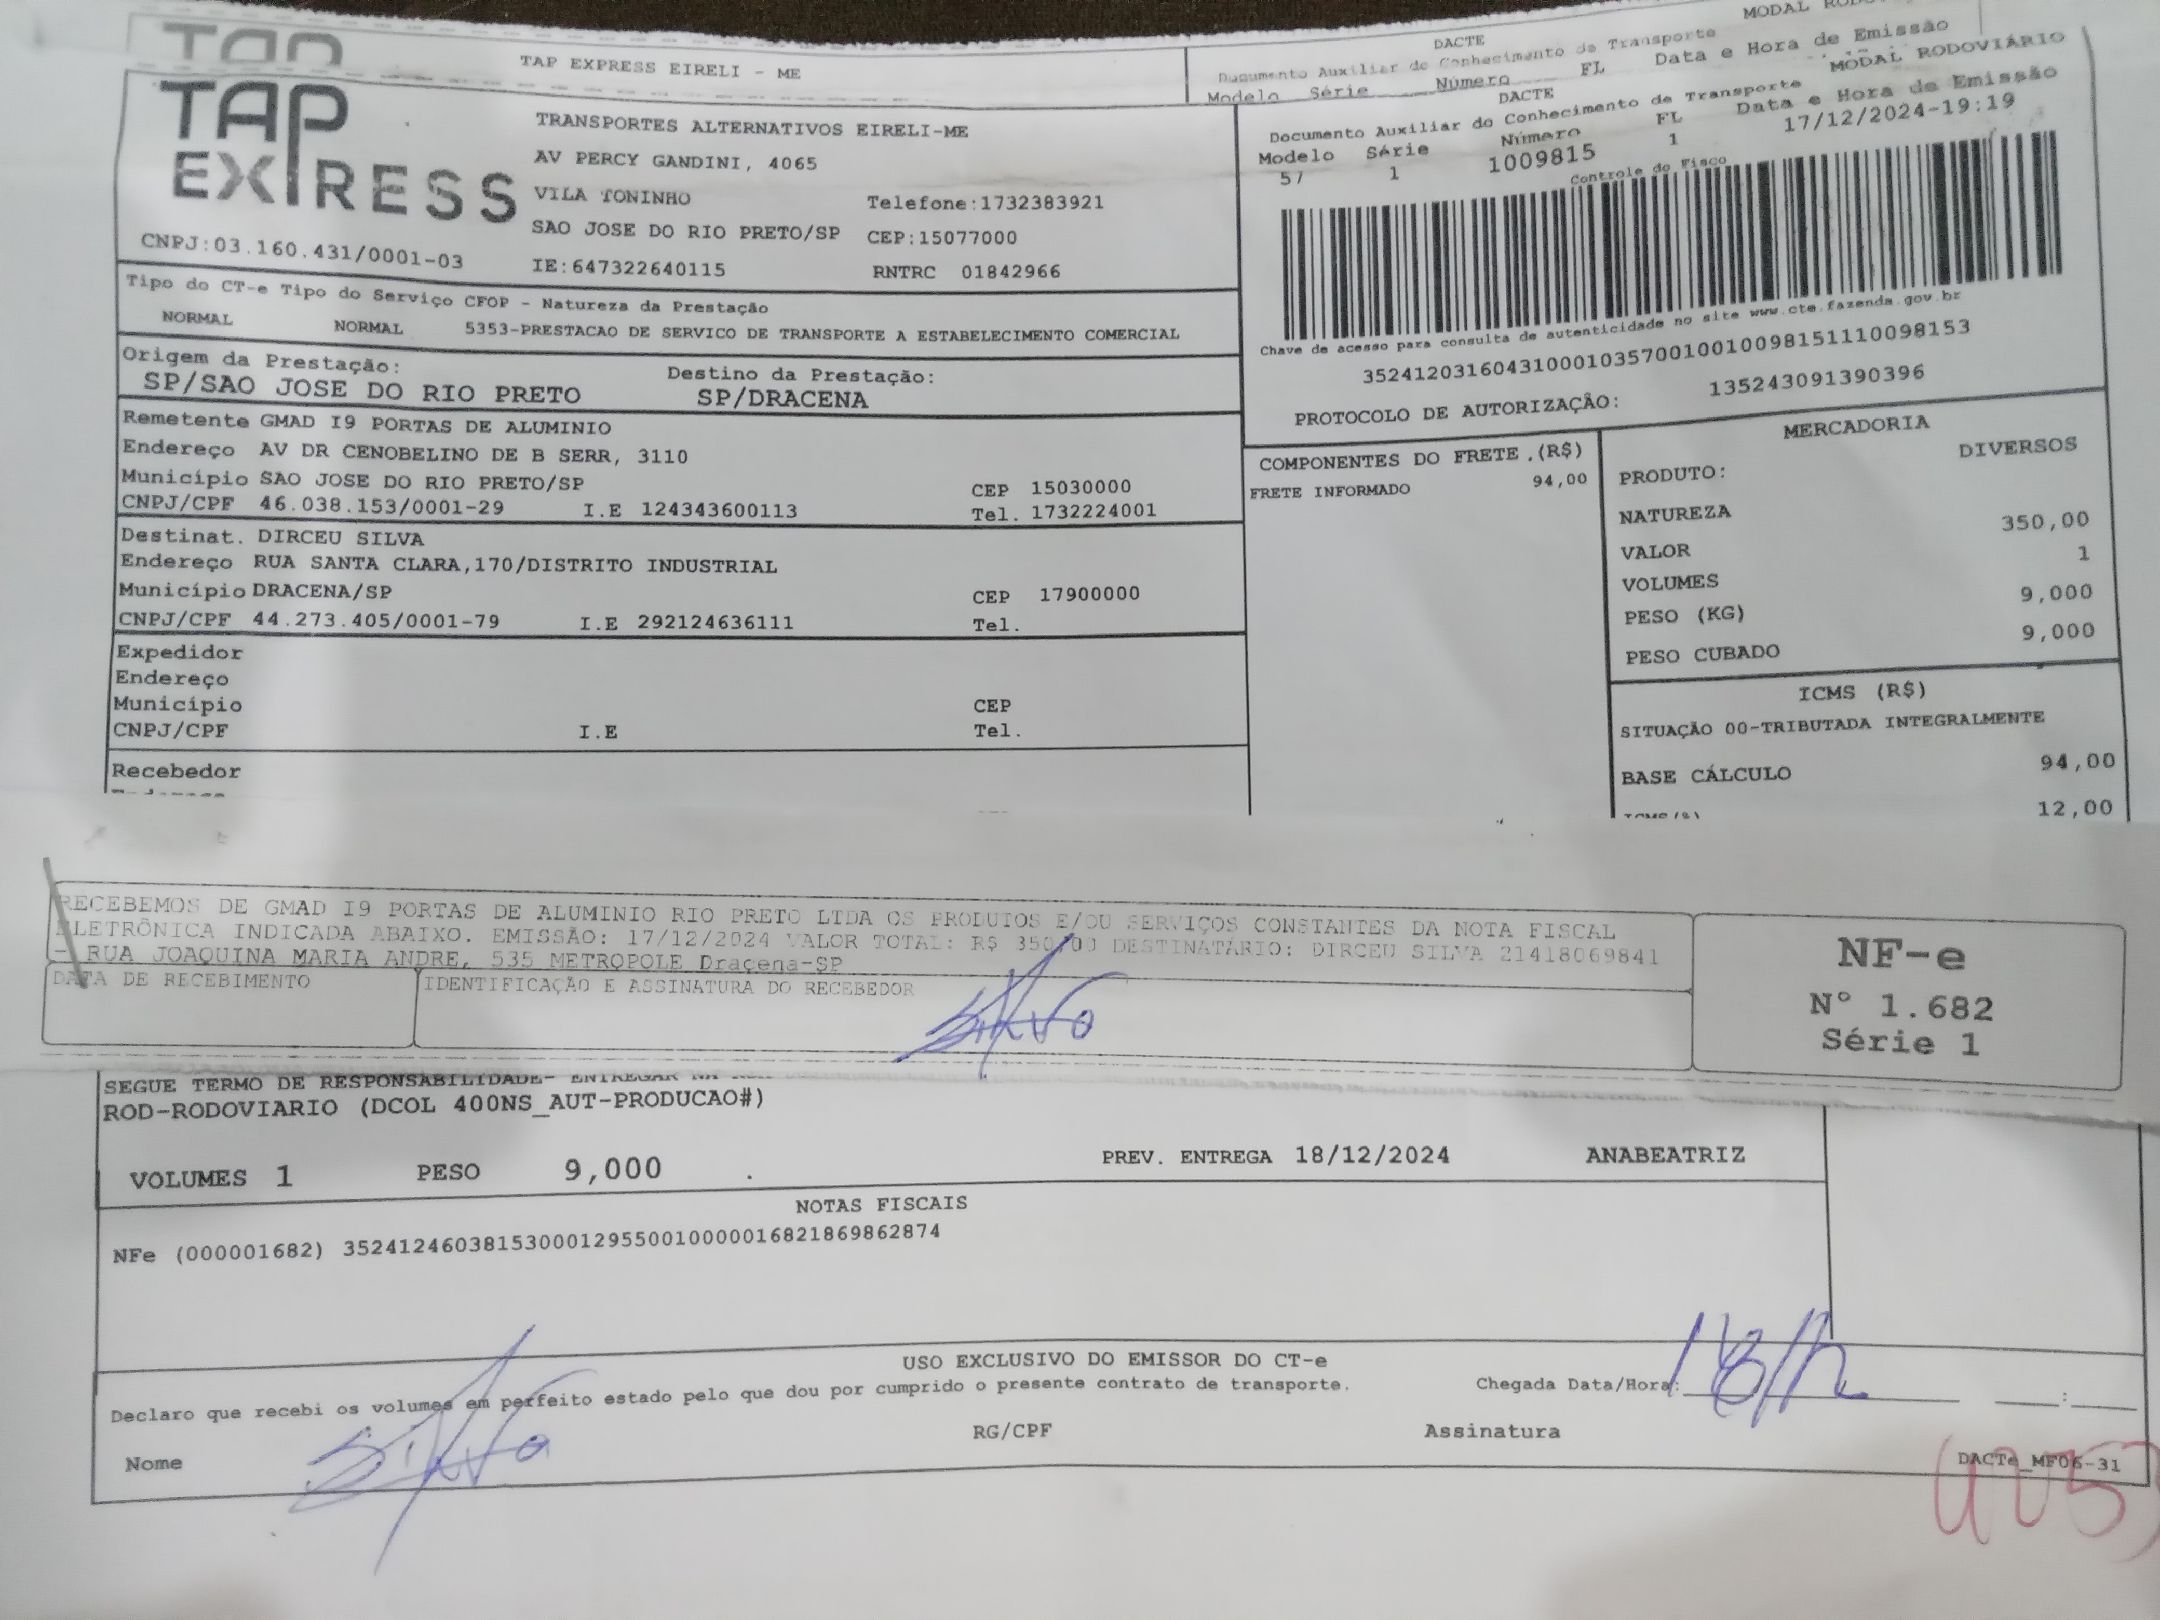 TAP
TAP EXPRESS EIRELI - ME
DACTE
MODAL
Documento Auxiliar do Conhecimento de Transporte
Modelo Série Número FL Data e Hora de Emissão
TAP
EXPRESS
CNPJ:03.160.431/0001-03
TRANSPORTES ALTERNATIVOS EIRELI-ME
AV PERCY GANDINI, 4065
VILA TONINHO
Telefone:1732383921
SAO JOSE DO RIO PRETO/SP CEP:15077000
IE:647322640115 RNTRC 01842966
MODAL RODOVIÁRIO
DACTE
Documento Auxiliar do Conhecimento de Transporte
Modelo Série Número FL Data e Hora de Emissão
57 1 1009815 1 17/12/2024-19:19
Controle do Fisco
Chave de acesso para consulta de autenticidade no site www.cte.fazenda.gov.br
35241203160431000103570010010098151110098153
PROTOCOLO DE AUTORIZAÇÃO: 135243091390396
Tipo do CT-e Tipo do Serviço CFOP - Natureza da Prestação
NORMAL NORMAL 5353-PRESTACAO DE SERVICO DE TRANSPORTE A ESTABELECIMENTO COMERCIAL
Origem da Prestação: Destino da Prestação:
SP/SAO JOSE DO RIO PRETO SP/DRACENA
Remetente GMAD I9 PORTAS DE ALUMINIO
Endereço AV DR CENOBELINO DE B SERR, 3110
Município SAO JOSE DO RIO PRETO/SP CEP 15030000
CNPJ/CPF 46.038.153/0001-29 I.E 124343600113 Tel. 1732224001
Destinat. DIRCEU SILVA
Endereço RUA SANTA CLARA,170/DISTRITO INDUSTRIAL
Município DRACENA/SP CEP 17900000
CNPJ/CPF 44.273.405/0001-79 I.E 292124636111 Tel.
Expedidor
Endereço
Município CEP
CNPJ/CPF I.E Tel.
Recebedor
COMPONENTES DO FRETE .(R$)
FRETE INFORMADO 94,00
MERCADORIA
DIVERSOS
PRODUTO:
NATUREZA
350,00
VALOR
1
VOLUMES
9,000
PESO (KG)
9,000
PESO CUBADO
ICMS (R$)
SITUAÇÃO 00-TRIBUTADA INTEGRALMENTE
BASE CÁLCULO 94,00
12,00
RECEBEMOS DE GMAD I9 PORTAS DE ALUMINIO RIO PRETO LTDA OS PRODUTOS E/OU SERVIÇOS CONSTANTES DA NOTA FISCAL
ELETRÔNICA INDICADA ABAIXO. EMISSÃO: 17/12/2024 VALOR TOTAL: R$ 350,00 DESTINATÁRIO: DIRCEU SILVA 21418069841
- RUA JOAQUINA MARIA ANDRE, 535 METROPOLE Dracena-SP
DATA DE RECEBIMENTO
IDENTIFICAÇÃO E ASSINATURA DO RECEBEDOR
Silva
NF-e
Nº 1.682
Série 1
SEGUE TERMO DE RESPONSABILIDADE- ENTREGAR NA
ROD-RODOVIARIO (DCOL 400NS_AUT-PRODUCAO#)
VOLUMES 1 PESO 9,000 . PREV. ENTREGA 18/12/2024 ANABEATRIZ
NOTAS FISCAIS
NFe (000001682) 35241246038153000129550010000016821869862874
USO EXCLUSIVO DO EMISSOR DO CT-e
Declaro que recebi os volumes em perfeito estado pelo que dou por cumprido o presente contrato de transporte.
Chegada Data/Hora: 18/12 :
Nome Silva RG/CPF Assinatura
DACTe_MF06-31